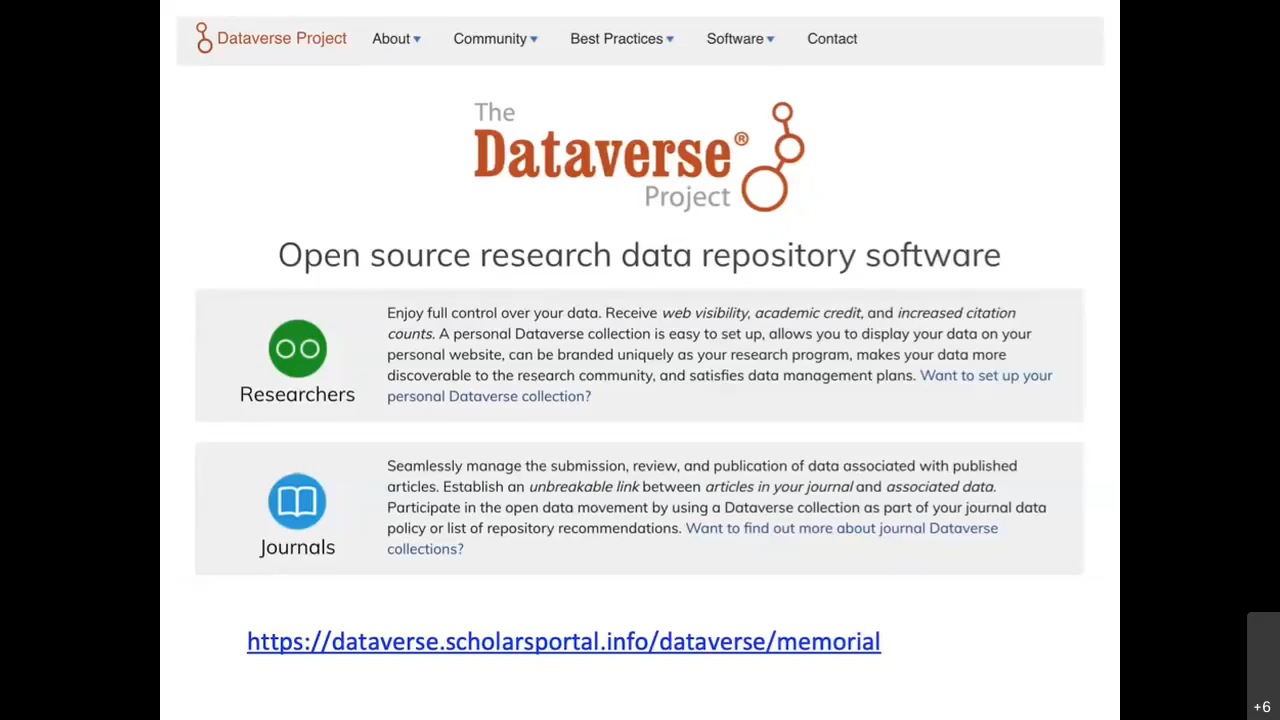 Dataverse Project About Community Best Practices Software Contact
The
Dataverse®
Project
Open source research data repository software
Enjoy full control over your data. Receive web visibility, academic credit, and increased citation
counts. A personal Dataverse collection is easy to set up, allows you to display your data on your
personal website, can be branded uniquely as your research program, makes your data more
discoverable to the research community, and satisfies data management plans. Want to set up your
personal Dataverse collection?
Researchers
Seamlessly manage the submission, review, and publication of data associated with published
articles. Establish an unbreakable link between articles in your journal and associated data.
Participate in the open data movement by using a Dataverse collection as part of your journal data
policy or list of repository recommendations. Want to find out more about journal Dataverse
collections?
Journals
https://dataverse.scholarsportal.info/dataverse/memorial
+6